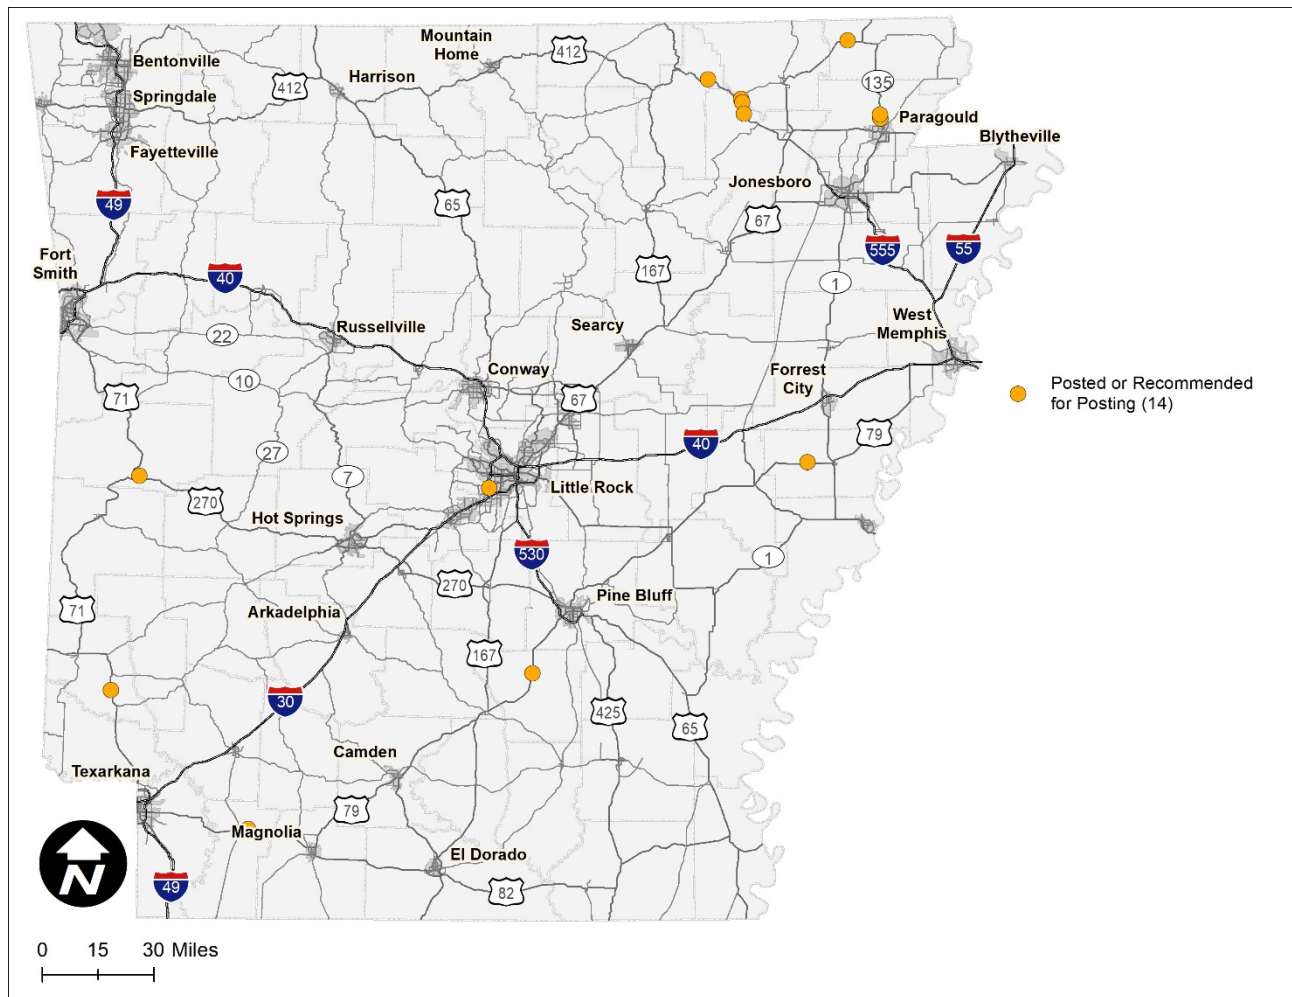 Mountain
Home
412
Bentonville
Harrison
Springdale
412
135
Paragould
Blytheville
Fayetteville
Jonesboro
49
65
67
555
55
Fort
Smith
40
167
1
22
Russellville
Searcy
West
Memphis
Conway
Forrest
City
10
71
67
Posted or Recommended
for Posting (14)
79
40
27
7
270
Little Rock
Hot Springs
530
1
270
Pine Bluff
71
Arkadelphia
167
30
425
65
Camden
Texarkana
79
Magnolia
El Dorado
N
49
82
0 15 30 Miles